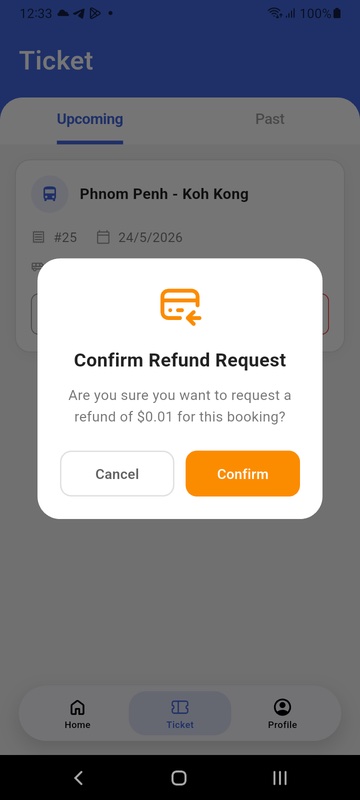 12:33
100%
Ticket
Upcoming
Past
Phnom Penh - Koh Kong
#25
24/5/2026
Confirm Refund Request
Are you sure you want to request a
refund of $0.01 for this booking?
Cancel
Confirm
Home
Ticket
Profile